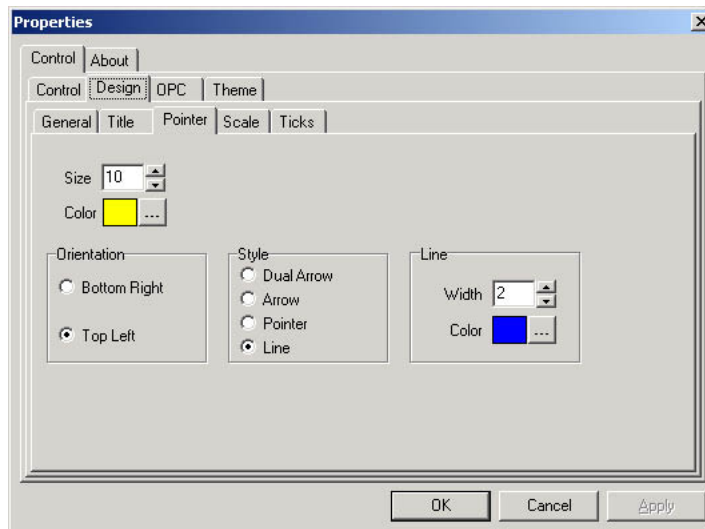 Properties
Control About
Control Design OPC Theme
General Title Pointer Scale Ticks
Size 10
Color ...
Orientation
Bottom Right
Top Left
Style
Dual Arrow
Arrow
Pointer
Line
Line
Width 2
Color ...
OK Cancel Apply